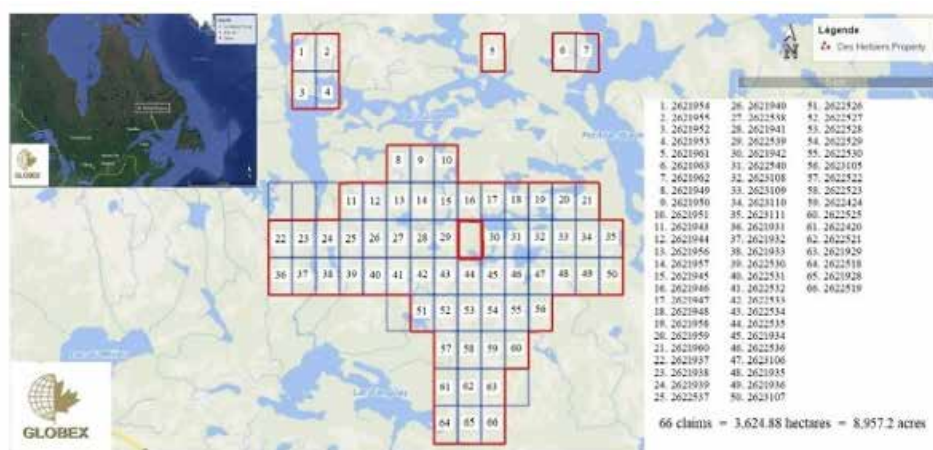 Légende
Des Herbiers Property
N
1 2
3 4
5
6 7
8 9 10
11 12 13 14 15 16 17 18 19 20 21
22 23 24 25 26 27 28 29 30 31 32 33 34 35
36 37 38 39 40 41 42 43 44 45 46 47 48 49 50
51 52 53 54 55 56
57 58 59 60
61 62 63
64 65 66
GLOBEX
GLOBEX
1. 2621954 26. 2621940 51. 2622526
2. 2621955 27. 2622538 52. 2622527
3. 2621952 28. 2621941 53. 2622528
4. 2621953 29. 2622539 54. 2622529
5. 2621961 30. 2621942 55. 2622530
6. 2621963 31. 2622540 56. 2623105
7. 2621962 32. 2623108 57. 2622522
8. 2621949 33. 2623109 58. 2622523
9. 2621950 34. 2623110 59. 2622424
10. 2621951 35. 2623111 60. 2622525
11. 2621943 36. 2621931 61. 2622420
12. 2621944 37. 2621932 62. 2622521
13. 2621956 38. 2621933 63. 2621929
14. 2621957 39. 2622530 64. 2622518
15. 2621945 40. 2622531 65. 2621928
16. 2621946 41. 2622532 66. 2622519
17. 2621947 42. 2622533
18. 2621948 43. 2622534
19. 2621958 44. 2622535
20. 2621959 45. 2621934
21. 2621960 46. 2622536
22. 2621937 47. 2623106
23. 2621938 48. 2621935
24. 2621939 49. 2621936
25. 2622537 50. 2623107
66 claims = 3,624.88 hectares = 8,957.2 acres